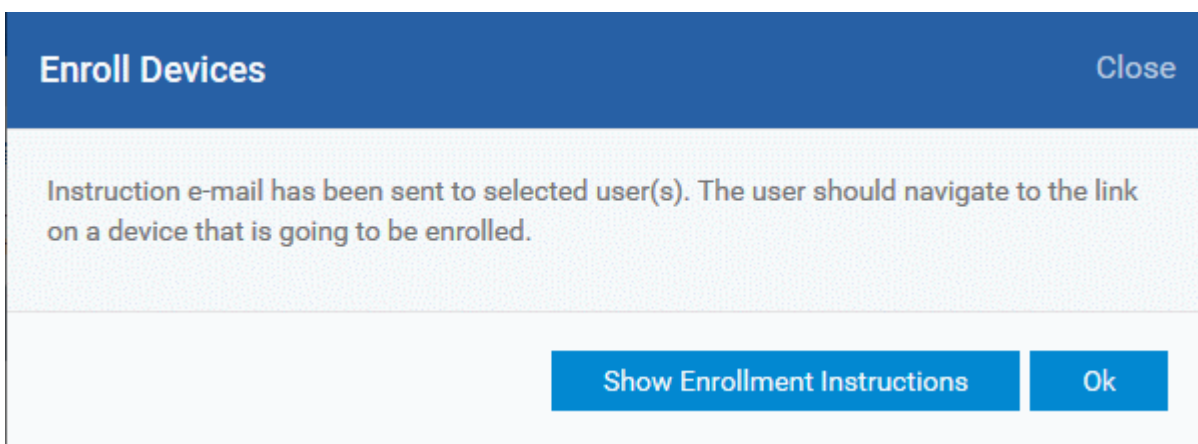 Enroll Devices
Close
Instruction e-mail has been sent to selected user(s). The user should navigate to the link
on a device that is going to be enrolled.
Show Enrollment Instructions
Ok